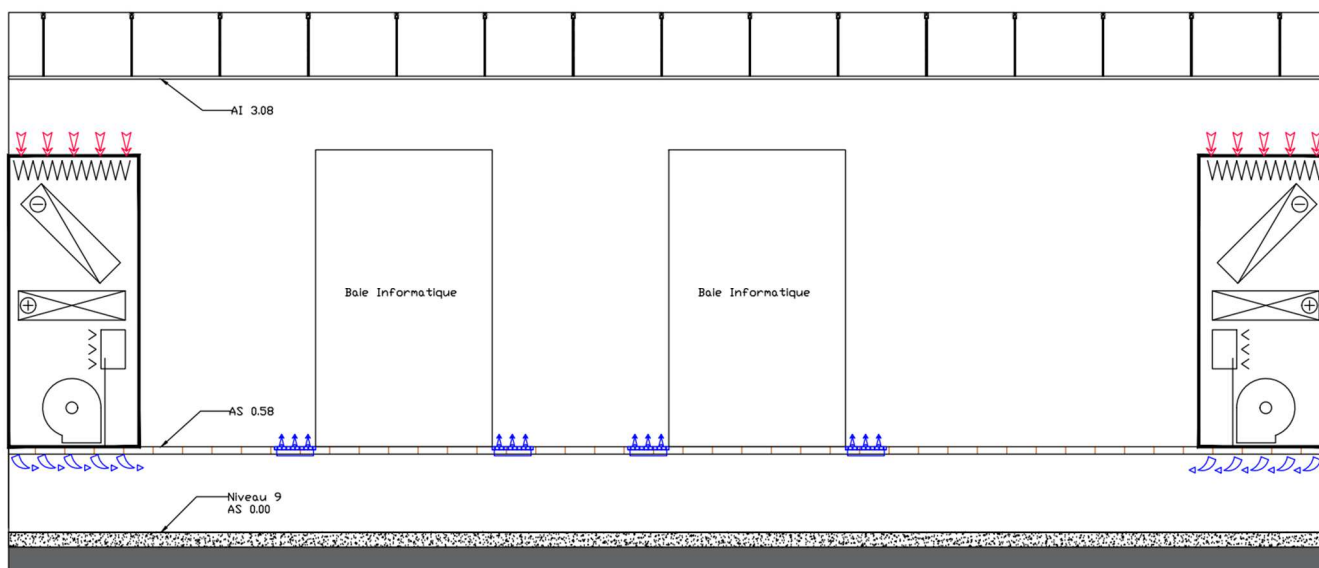 AI 3.08
Baie Informatique
Baie Informatique
AS 0.58
Niveau 9
AS 0.00